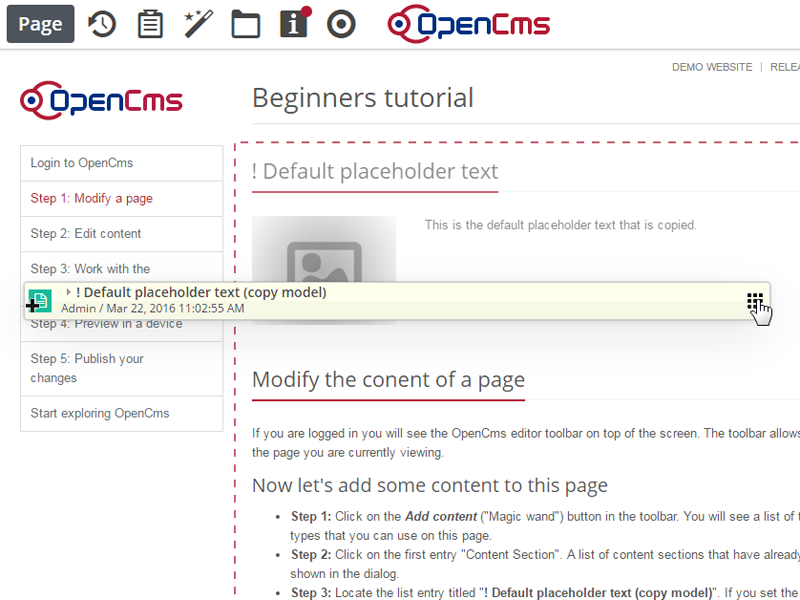 Page
OpenCms
DEMO WEBSITE | RELEA
OpenCms
Beginners tutorial
Login to OpenCms
Step 1: Modify a page
Step 2: Edit content
Step 3: Work with the
Step 4: Preview in a device
Step 5: Publish your
changes
Start exploring OpenCms
! Default placeholder text
This is the default placeholder text that is copied.
! Default placeholder text (copy model)
Admin / Mar 22, 2016 11:02:55 AM
Modify the conent of a page
If you are logged in you will see the OpenCms editor toolbar on top of the screen. The toolbar allows
the page you are currently viewing.
Now let's add some content to this page
• Step 1: Click on the Add content ("Magic wand") button in the toolbar. You will see a list of t
types that you can use on this page.
• Step 2: Click on the first entry "Content Section". A list of content sections that have already
shown in the dialog.
• Step 3: Locate the list entry titled "! Default placeholder text (copy model)". If you set the